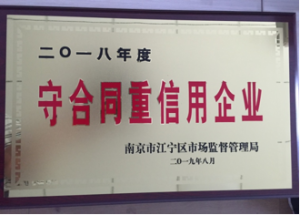 二〇一八年度
守合同重信用企业
南京市江宁区市场监督管理局
二〇一九年八月